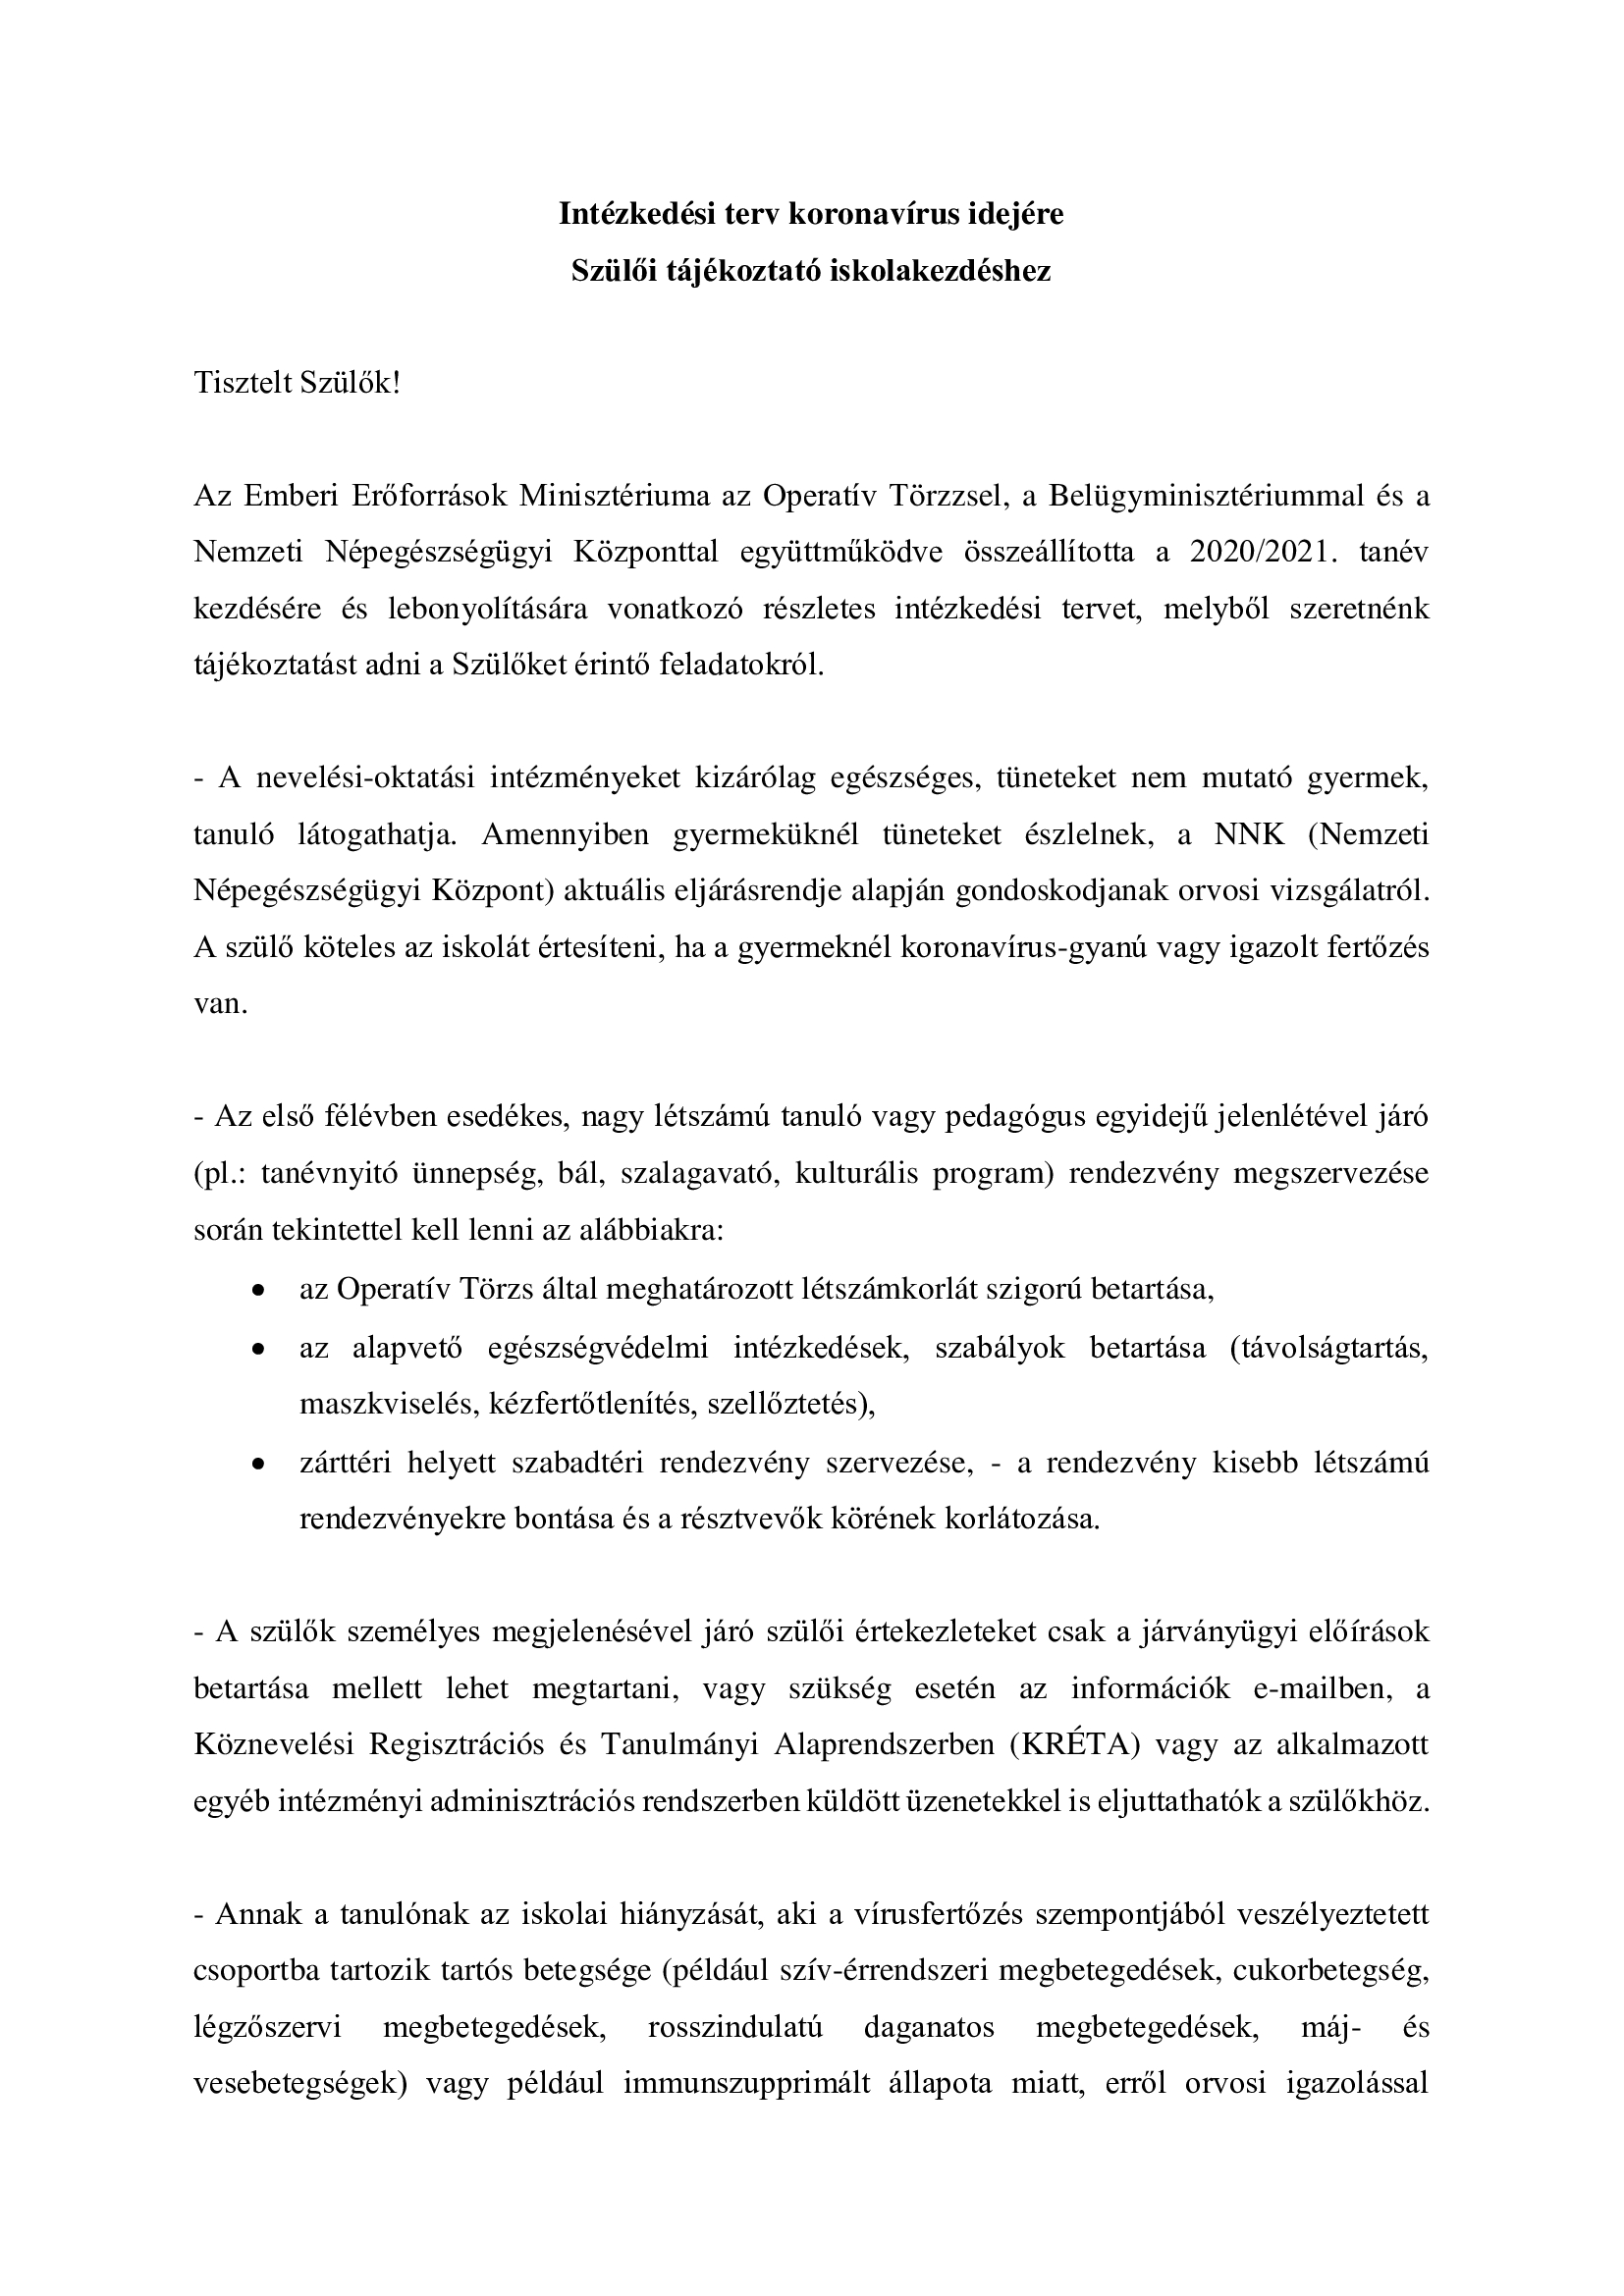 Intézkedési terv koronavírus idejére
Szülői tájékoztató iskolakezdéshez
Tisztelt Szülők!
Az Emberi Erőforrások Minisztériuma az Operatív Törzzsel, a Belügyminisztériummal és a
Nemzeti Népegészségügyi Központtal együttműködve összeállította a 2020/2021. tanév
kezdésére és lebonyolítására vonatkozó részletes intézkedési tervet, melyből szeretnénk
tájékoztatást adni a Szülőket érintő feladatokról.
- A nevelési-oktatási intézményeket kizárólag egészséges, tüneteket nem mutató gyermek,
tanuló látogathatja. Amennyiben gyermeküknél tüneteket észlelnek, a NNK (Nemzeti
Népegészségügyi Központ) aktuális eljárásrendje alapján gondoskodjanak orvosi vizsgálatról.
A szülő köteles az iskolát értesíteni, ha a gyermeknél koronavírus-gyanú vagy igazolt fertőzés
van.
- Az első félévben esedékes, nagy létszámú tanuló vagy pedagógus egyidejű jelenlétével járó
(pl.: tanévnyitó ünnepség, bál, szalagavató, kulturális program) rendezvény megszervezése
során tekintettel kell lenni az alábbiakra:
• az Operatív Törzs által meghatározott létszámkorlát szigorú betartása,
• az alapvető egészségvédelmi intézkedések, szabályok betartása (távolságtartás,
maszkviselés, kézfertőtlenítés, szellőztetés),
• zárttéri helyett szabadtéri rendezvény szervezése, - a rendezvény kisebb létszámú
rendezvényekre bontása és a résztvevők körének korlátozása.
- A szülők személyes megjelenésével járó szülői értekezleteket csak a járványügyi előírások
betartása mellett lehet megtartani, vagy szükség esetén az információk e-mailben, a
Köznevelési Regisztrációs és Tanulmányi Alaprendszerben (KRÉTA) vagy az alkalmazott
egyéb intézményi adminisztrációs rendszerben küldött üzenetekkel is eljuttathatók a szülőkhöz.
- Annak a tanulónak az iskolai hiányzását, aki a vírusfertőzés szempontjából veszélyeztetett
csoportba tartozik tartós betegsége (például szív-érrendszeri megbetegedések, cukorbetegség,
légzőszervi megbetegedések, rosszindulatú daganatos megbetegedések, máj- és
vesebetegségek) vagy például immunszupprimált állapota miatt, erről orvosi igazolással